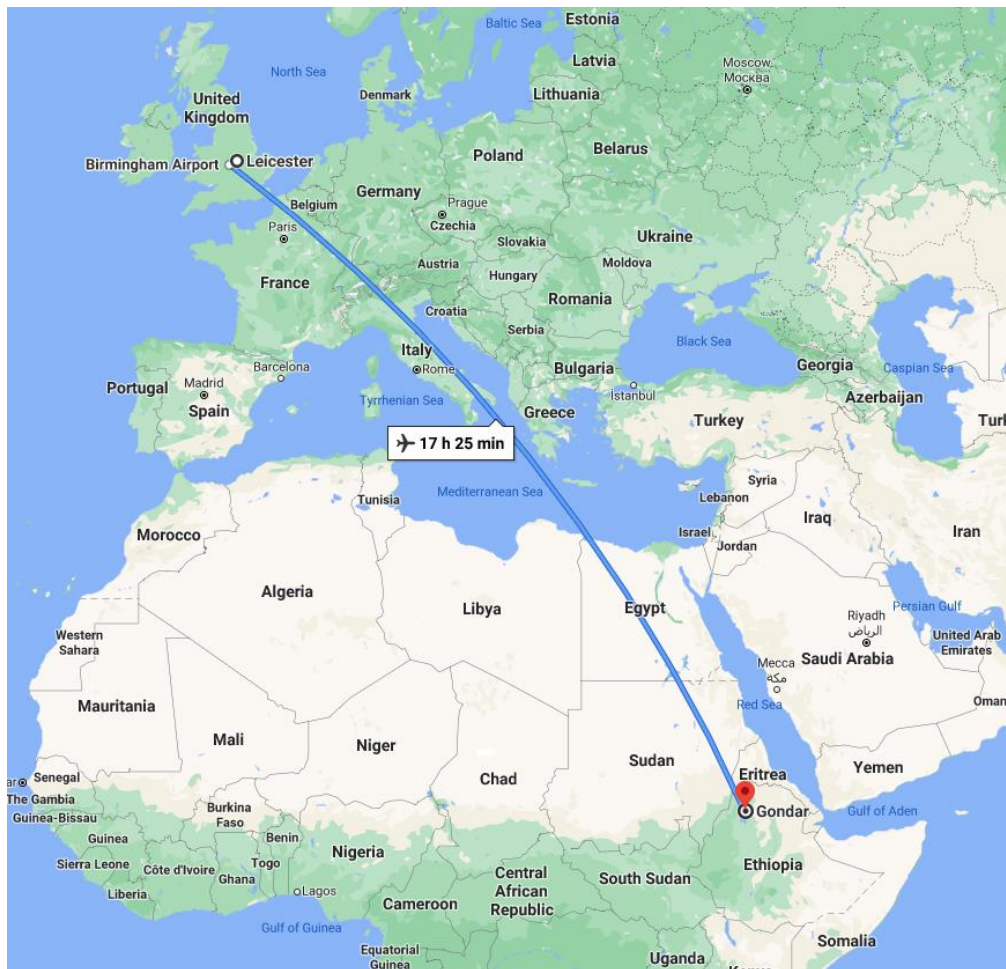 Baltic Sea
Estonia
Latvia
Moscow
Москва
North Sea
Denmark
Lithuania
United
Kingdom
Belarus
Birmingham Airport
Leicester
Poland
Germany
Belgium
Prague
Czechia
Paris
Ukraine
Slovakia
Austria
Moldova
France
Hungary
Romania
Croatia
Serbia
Black Sea
Italy
Rome
Georgia
Caspian Sea
Barcelona
Bulgaria
Portugal
Madrid
İstanbul
Azerbaijan
Spain
Tyrrhenian Sea
Greece
Turkey
Turk
17 h 25 min
Syria
Mediterranean Sea
Tunisia
Lebanon
Iraq
Morocco
Israel
Iran
Jordan
Algeria
Libya
Egypt
Persian Gulf
Riyadh
الرياض
Western
Sahara
United Arab
Emirates
Saudi Arabia
Mecca
مكة
Mauritania
Red Sea
Oman
Mali
Niger
Sudan
Chad
Eritrea
Yemen
ar
Senegal
The Gambia
Gondar
Gulf of Aden
Guinea-Bissau
Burkina
Faso
Guinea
Benin
Nigeria
Sierra Leone
Côte d'Ivoire
Togo
Ethiopia
Ghana
Central
African
Republic
South Sudan
Liberia
Lagos
Cameroon
Gulf of Guinea
Equatorial
Guinea
Somalia
Uganda